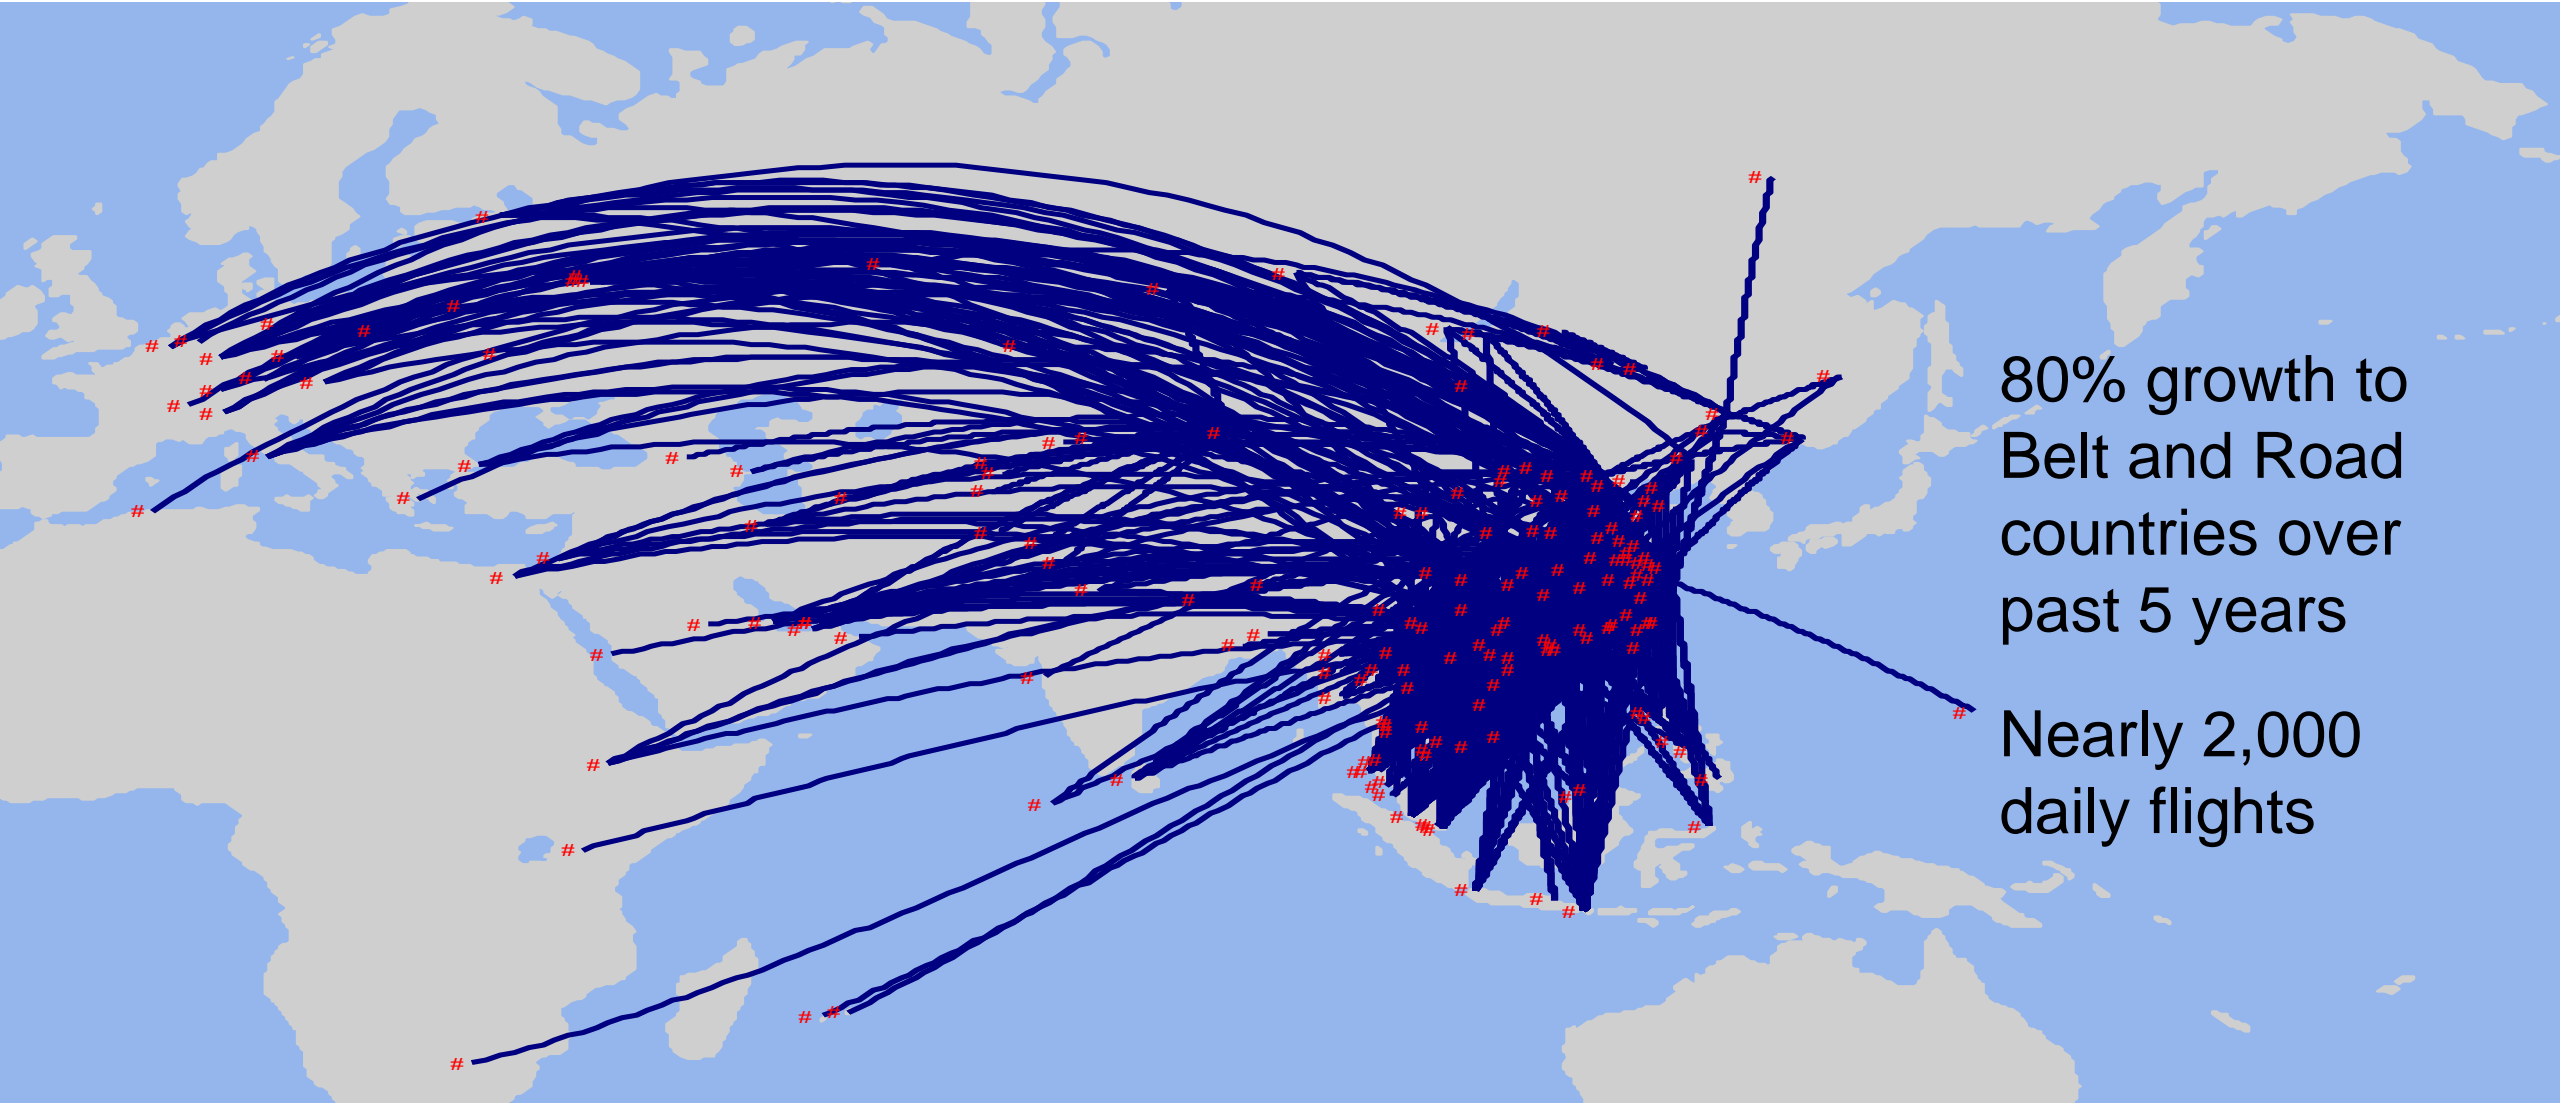 80% growth to
Belt and Road
countries over
past 5 years
Nearly 2,000
daily flights